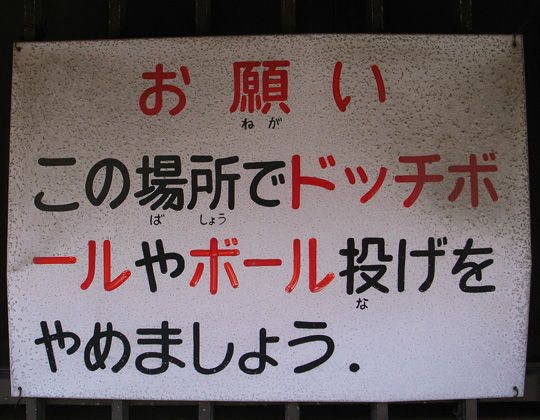 お願い
ねが
この場所でドッチボ
ば しょう
ールやボール投げを
な
やめましょう.